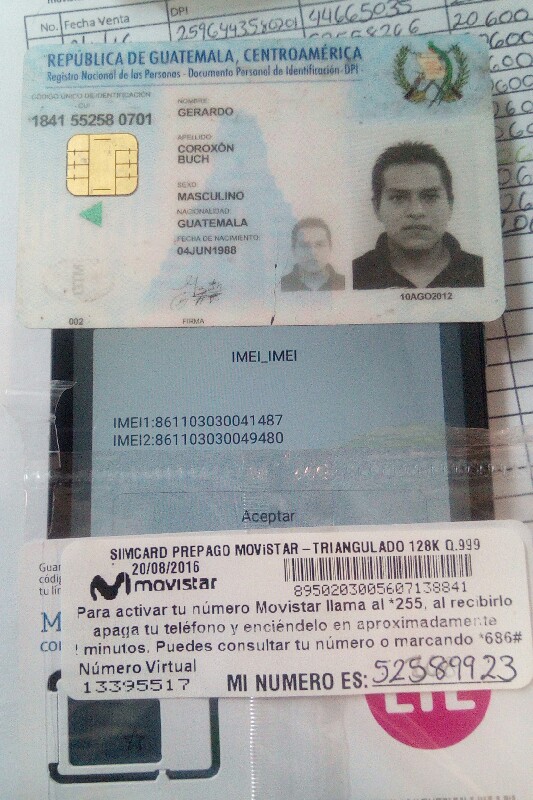 No. Fecha Venta
DPI
2596443580201 44665035 20.600
REPÚBLICA DE GUATEMALA, CENTROAMÉRICA
Registro Nacional de las Personas - Documento Personal de Identificación - DPI -
CÓDIGO ÚNICO DE IDENTIFICACIÓN
CUI
1841 55258 0701
NOMBRE:
GERARDO
APELLIDO
COROXÓN
BUCH
SEXO:
MASCULINO
NACIONALIDAD:
GUATEMALA
FECHA DE NACIMIENTO:
04JUN1988
10AGO2012
002
FIRMA
IMEI_IMEI
IMEI1:861103030041487
IMEI2:861103030049480
Aceptar
SIMCARD PREPAGO MOViSTAR - TRIANGULADO 128K Q.999
20/08/2016
movistar
8950203005607138841
Para activar tu número Movistar llama al *255, al recibirlo
apaga tu teléfono y enciéndelo en aproximadamente
minutos. Puedes consultar tu número o marcando *686#
Número Virtual
13395517
MI NUMERO ES: 52589923